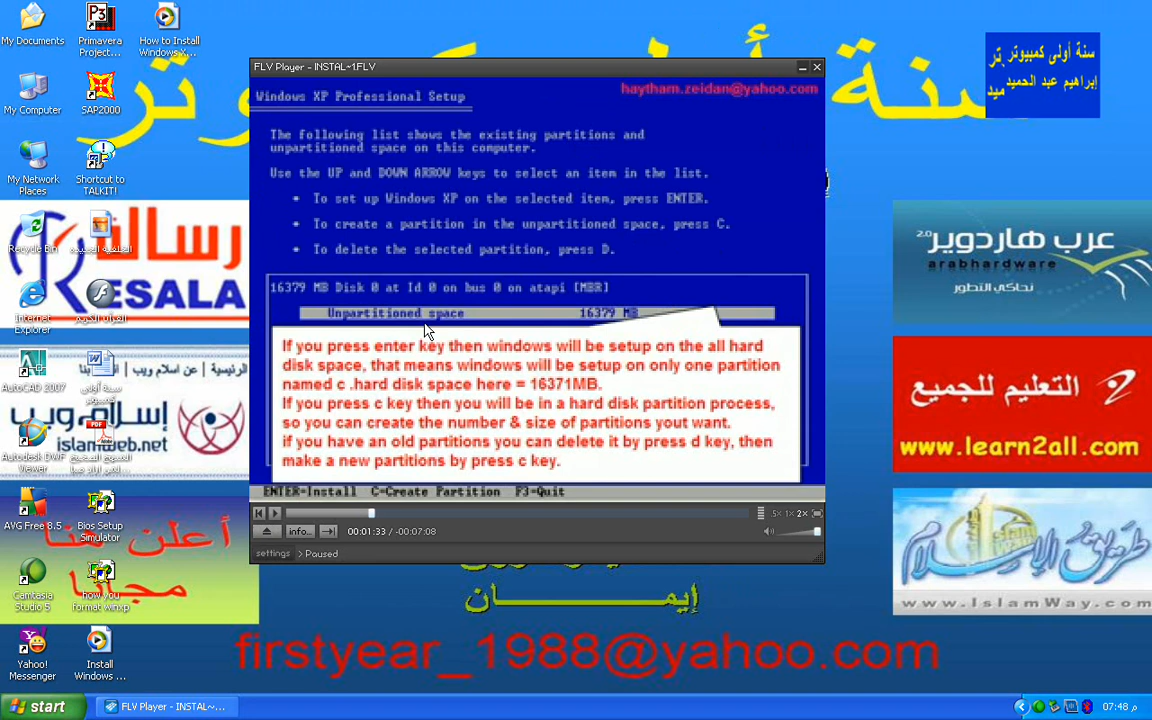 My Documents
Primavera
Project...
How to Install
Windows X...
My Computer
SAP2000
My Network
Places
Shortcut to
TALKIT!
Recycle Bin
Internet
Explorer
AutoCAD 2007
Autodesk DWF
Viewer
AVG Free 8.5
Bios Setup
Simulator
Camtasia
Studio 5
how you
format winxp
Yahoo!
Messenger
Install
Windows ...
رسالة
RESALA
الرئيسية | عن اسلام ويب |
إسلام ويب
islamweb.net
أعلن هنا
مجانا
FLV Player - INSTAL~1FLV
haytham.zeidan@yahoo.com
Windows XP Professional Setup
The following list shows the existing partitions and
unpartitioned space on this computer.
Use the UP and DOWN ARROW keys to select an item in the list.
• To set up Windows XP on the selected item, press ENTER.
• To create a partition in the unpartitioned space, press C.
• To delete the selected partition, press D.
16379 MB Disk 0 at Id 0 on bus 0 on atapi [MBR]
Unpartitioned space 16379 MB
If you press enter key then windows will be setup on the all hard
disk space, that means windows will be setup on only one partition
named c .hard disk space here = 16371MB.
If you press c key then you will be in a hard disk partition process,
so you can create the number & size of partitions yout want.
if you have an old partitions you can delete it by press d key, then
make a new partitions by press c key.
ENTER=Install C=Create Partition F3=Quit
info...
00:01:33 / -00:07:08
.5× 1× 2×
settings
> Paused
إيمــــــــــان
firstyear_1988@yahoo.com
سنة أولى كمبيوتر
إبراهيم عبد الحميد
عرب هاردوير 2.0
arabhardware
نحاكي التطور
التعليم للجميع
www.learn2all.com
طريق الإسلام
www.IslamWay.com
start
FLV Player - INSTAL~...
07:48 م